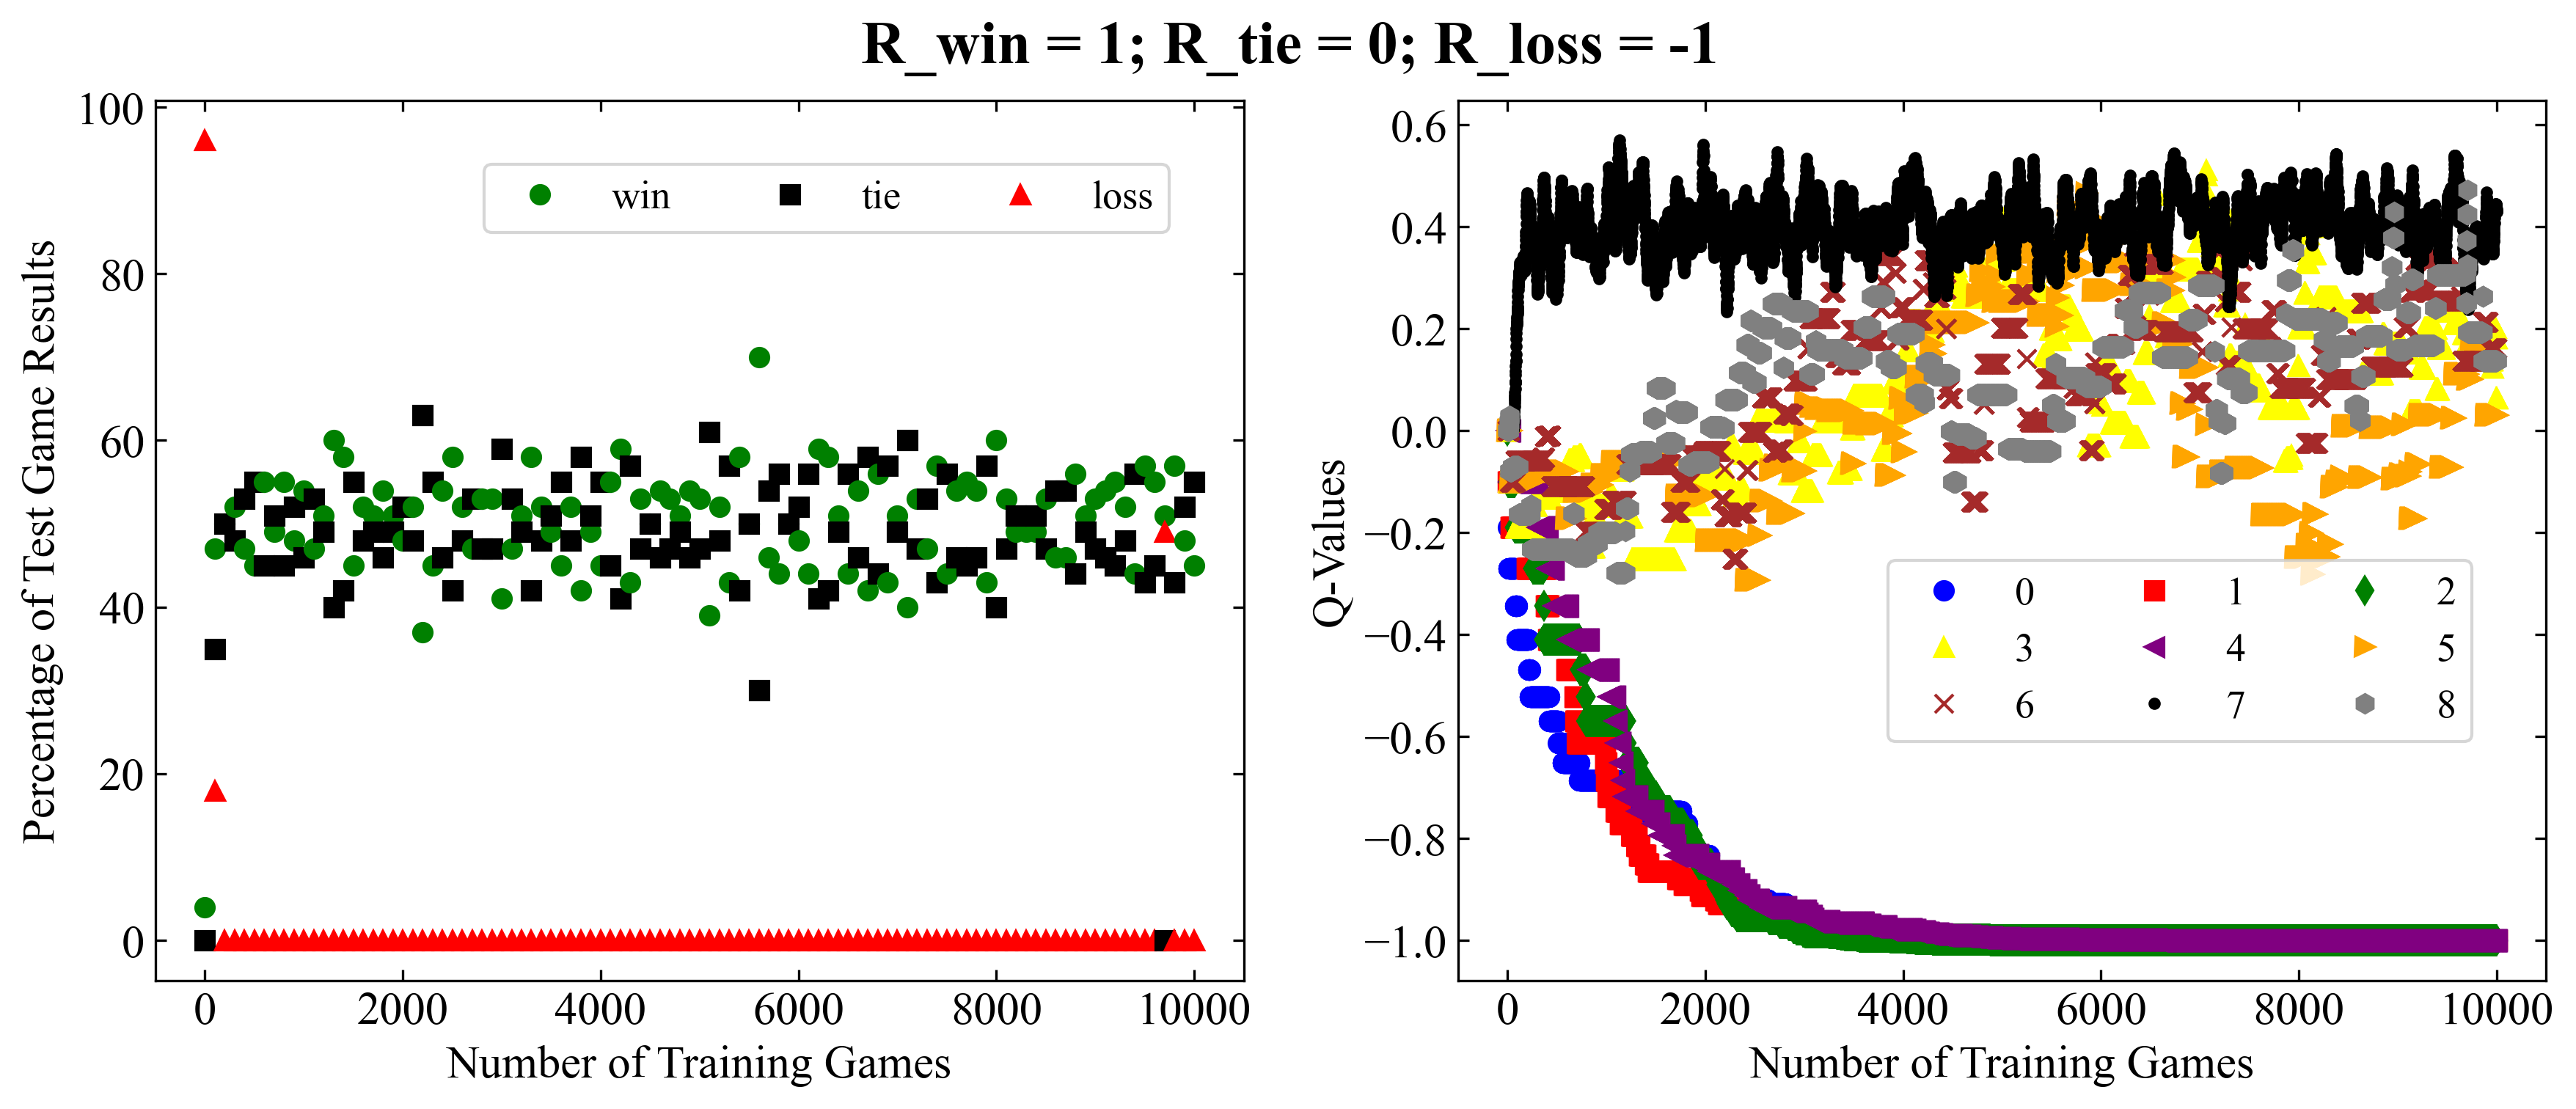 R_win = 1; R_tie = 0; R_loss = -1
Percentage of Test Game Results
100
80
60
40
20
0
win tie loss
0 2000 4000 6000 8000 10000
Number of Training Games
Q-Values
0.6
0.4
0.2
0.0
−0.2
−0.4
−0.6
−0.8
−1.0
0 1 2
3 4 5
6 7 8
0 2000 4000 6000 8000 10000
Number of Training Games